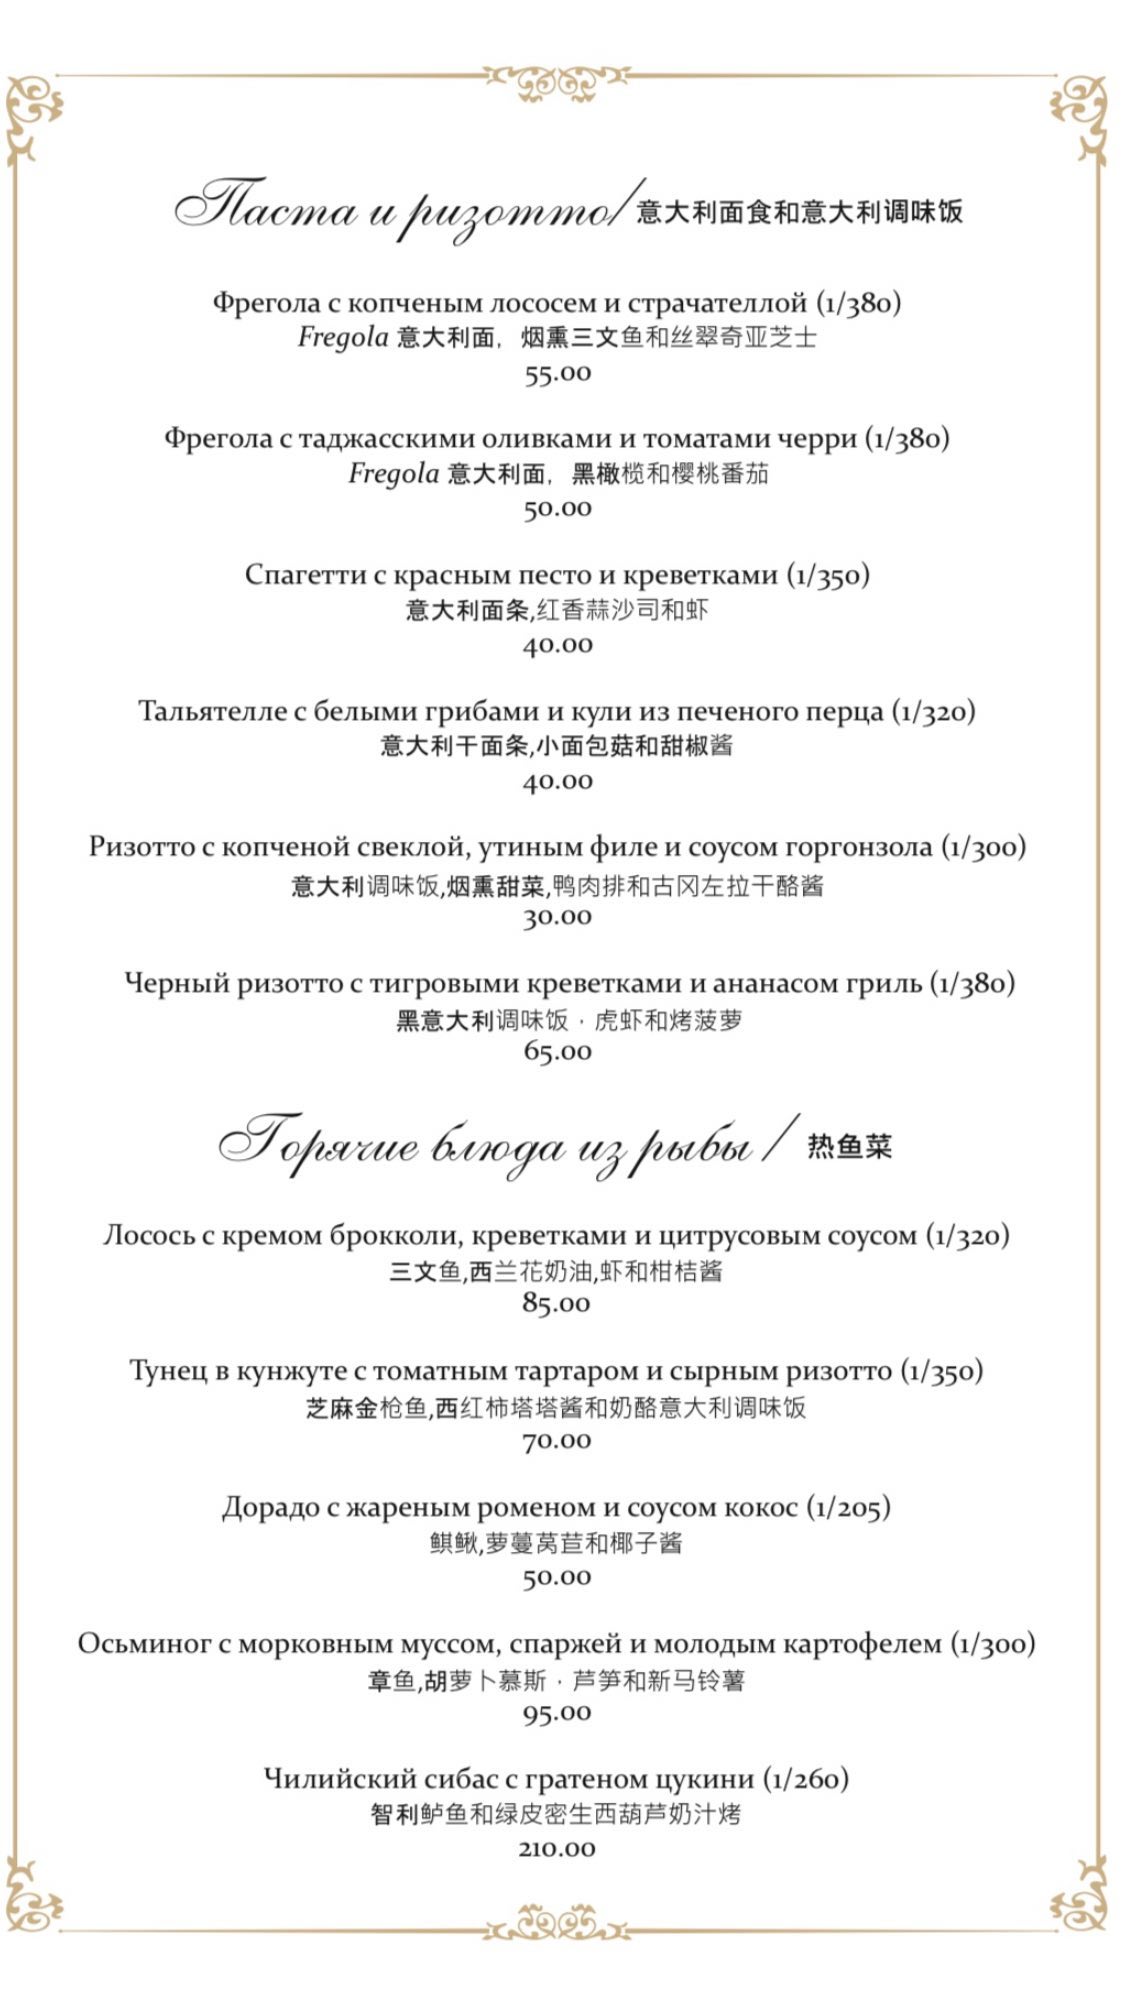 Паста и ризотто/ 意大利面食和意大利调味饭
Фрегола с копченым лососем и страчателлой (1/380)
Fregola 意大利面，烟熏三文鱼和丝翠奇亚芝士
55.00
Фрегола с таджасскими оливками и томатами черри (1/380)
Fregola 意大利面，黑橄榄和樱桃番茄
50.00
Спагетти с красным песто и креветками (1/350)
意大利面条,红香蒜沙司和虾
40.00
Тальятелле с белыми грибами и кули из печеного перца (1/320)
意大利干面条,小面包菇和甜椒酱
40.00
Ризотто с копченой свеклой, утиным филе и соусом горгонзола (1/300)
意大利调味饭,烟熏甜菜,鸭肉排和古冈左拉干酪酱
30.00
Черный ризотто с тигровыми креветками и ананасом гриль (1/380)
黑意大利调味饭，虎虾和烤菠萝
65.00
Горячие блюда из рыбы / 热鱼菜
Лосось с кремом брокколи, креветками и цитрусовым соусом (1/320)
三文鱼,西兰花奶油,虾和柑桔酱
85.00
Тунец в кунжуте с томатным тартаром и сырным ризотто (1/350)
芝麻金枪鱼,西红柿塔塔酱和奶酪意大利调味饭
70.00
Дорадо с жареным роменом и соусом кокос (1/205)
鲯鳅,萝蔓莴苣和椰子酱
50.00
Осьминог с морковным муссом, спаржей и молодым картофелем (1/300)
章鱼,胡萝卜慕斯，芦笋和新马铃薯
95.00
Чилийский сибас с гратеном цукини (1/260)
智利鲈鱼和绿皮密生西葫芦奶汁烤
210.00